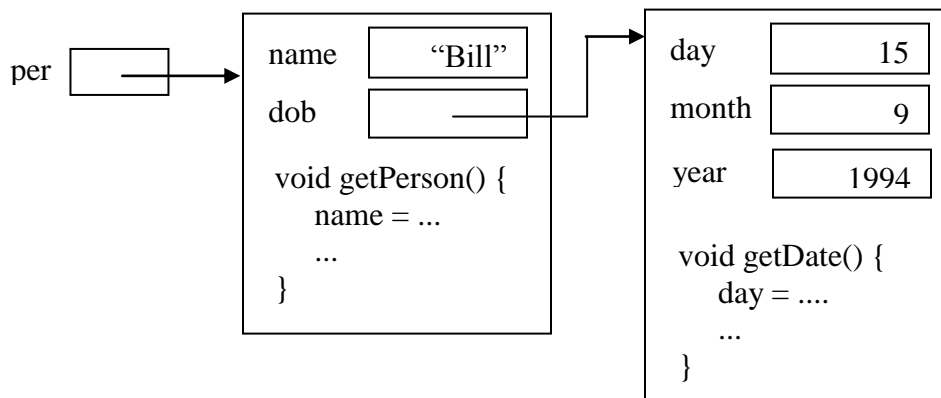 per
name “Bill”
dob
void getPerson() {
name = ...
...
}
day 15
month 9
year 1994
void getDate() {
day = ....
...
}